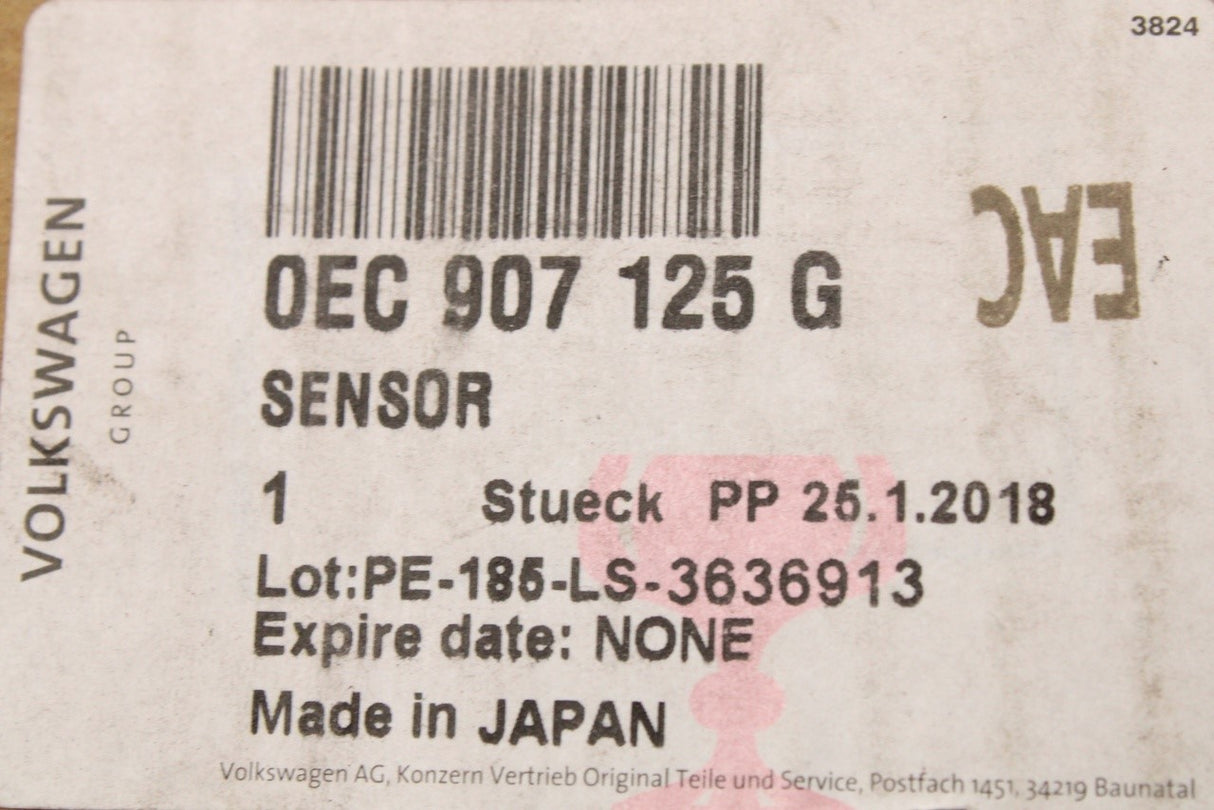 3824
VOLKSWAGEN
GROUP
0EC 907 125 G
EAC
SENSOR
1 Stueck PP 25.1.2018
Lot:PE-185-LS-3636913
Expire date: NONE
Made in JAPAN
Volkswagen AG, Konzern Vertrieb Original Teile und Service, Postfach 1451, 34219 Baunatal